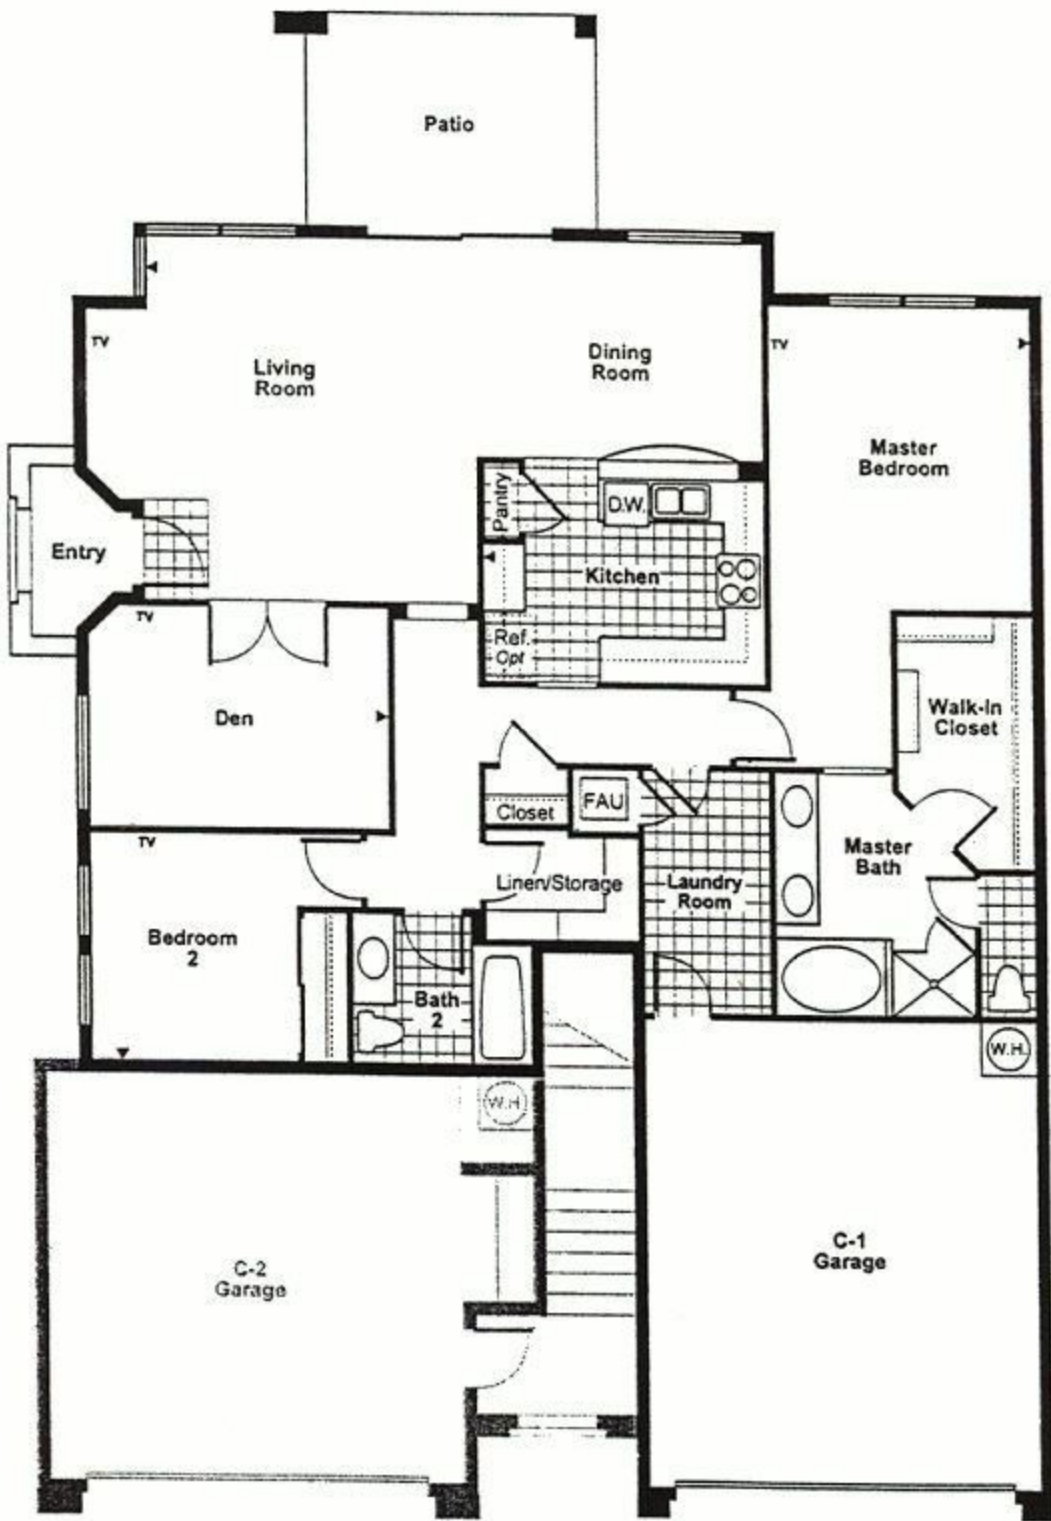 Patio
TV
Living
Room
Dining
Room
TV
Master
Bedroom
Pantry
D.W.
Entry
Kitchen
TV
Ref.
Opt
Den
Walk-In
Closet
Closet
FAU
TV
Linen/Storage
Laundry
Room
Master
Bath
Bedroom
2
Bath
2
W.H
W.H.
C-2
Garage
C-1
Garage